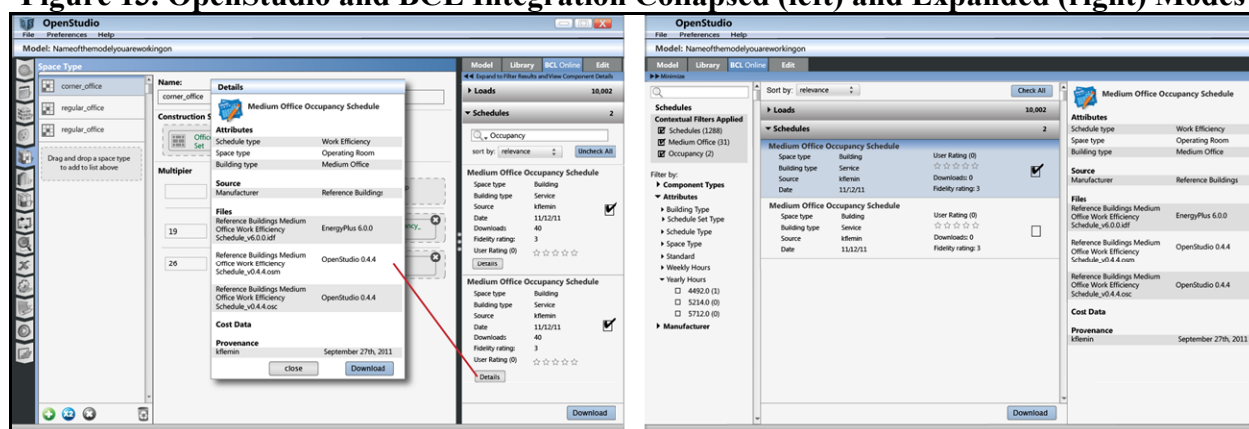 Figure 13. OpenStudio and BCL Integration Collapsed (left) and Expanded (right) Modes
OpenStudio
File Preferences Help
Model: Nameofthemodelyouareworkingon
Space Type
corner_office
regular_office
regular_office
Drag and drop a space type
to add to list above
Name:
corner_office
Construction S
Offic
Set
Multipier
19
26
Details
Medium Office Occupancy Schedule
Attributes
Schedule type Work Efficiency
Space type Operating Room
Building type Medium Office
Source
Manufacturer Reference Buildings
Files
Reference Buildings Medium
Office Work Efficiency EnergyPlus 6.0.0
Schedule_v6.0.0.idf
Reference Buildings Medium
Office Work Efficiency OpenStudio 0.4.4
Schedule_v0.4.4.osm
Reference Buildings Medium
Office Work Efficiency OpenStudio 0.4.4
Schedule_v0.4.4.osc
Cost Data
Provenance
kflemin September 27th, 2011
close Download
Model Library BCL Online Edit
Expand to Filter Results and View Component Details
Loads 10,002
Schedules 2
Occupancy
sort by: relevance Uncheck All
Medium Office Occupancy Schedule
Space type Building
Building type Service
Source kflemin
Date 11/12/11
Downloads 40
Fidelity rating: 3
User Rating (0)
Details
Medium Office Occupancy Schedule
Space type Building
Building type Service
Source kflemin
Date 11/12/11
Downloads: 40
Fidelity rating: 3
User Rating (0)
Details
Download
OpenStudio
File Preferences Help
Model: Nameofthemodelyouareworkingon
Model Library BCL Online Edit
Minimize
Schedules
Contextual Filters Applied
Schedules (1288)
Medium Office (31)
Occupancy (2)
Filter by:
Component Types
Attributes
Building Type
Schedule Set Type
Schedule Type
Space Type
Standard
Weekly Hours
Yearly Hours
4492.0 (1)
5214.0 (0)
5712.0 (0)
Manufacturer
Sort by: relevance Check All
Loads 10,002
Schedules 2
Medium Office Occupancy Schedule
Space type Building User Rating (0)
Building type Service
Source kflemin Downloads: 0
Date 11/12/11 Fidelity rating: 3
Medium Office Occupancy Schedule
Space type Building User Rating (0)
Building type Service
Source kflemin Downloads: 0
Date 11/12/11 Fidelity rating: 3
Download
Medium Office Occupancy Schedule
Attributes
Schedule type Work Efficiency
Space type Operating Room
Building type Medium Office
Source
Manufacturer Reference Buildings
Files
Reference Buildings Medium
Office Work Efficiency EnergyPlus 6.0.0
Schedule_v6.0.0.idf
Reference Buildings Medium
Office Work Efficiency OpenStudio 0.4.4
Schedule_v0.4.4.osm
Reference Buildings Medium
Office Work Efficiency OpenStudio 0.4.4
Schedule_v0.4.4.osc
Cost Data
Provenance
kflemin September 27th, 2011